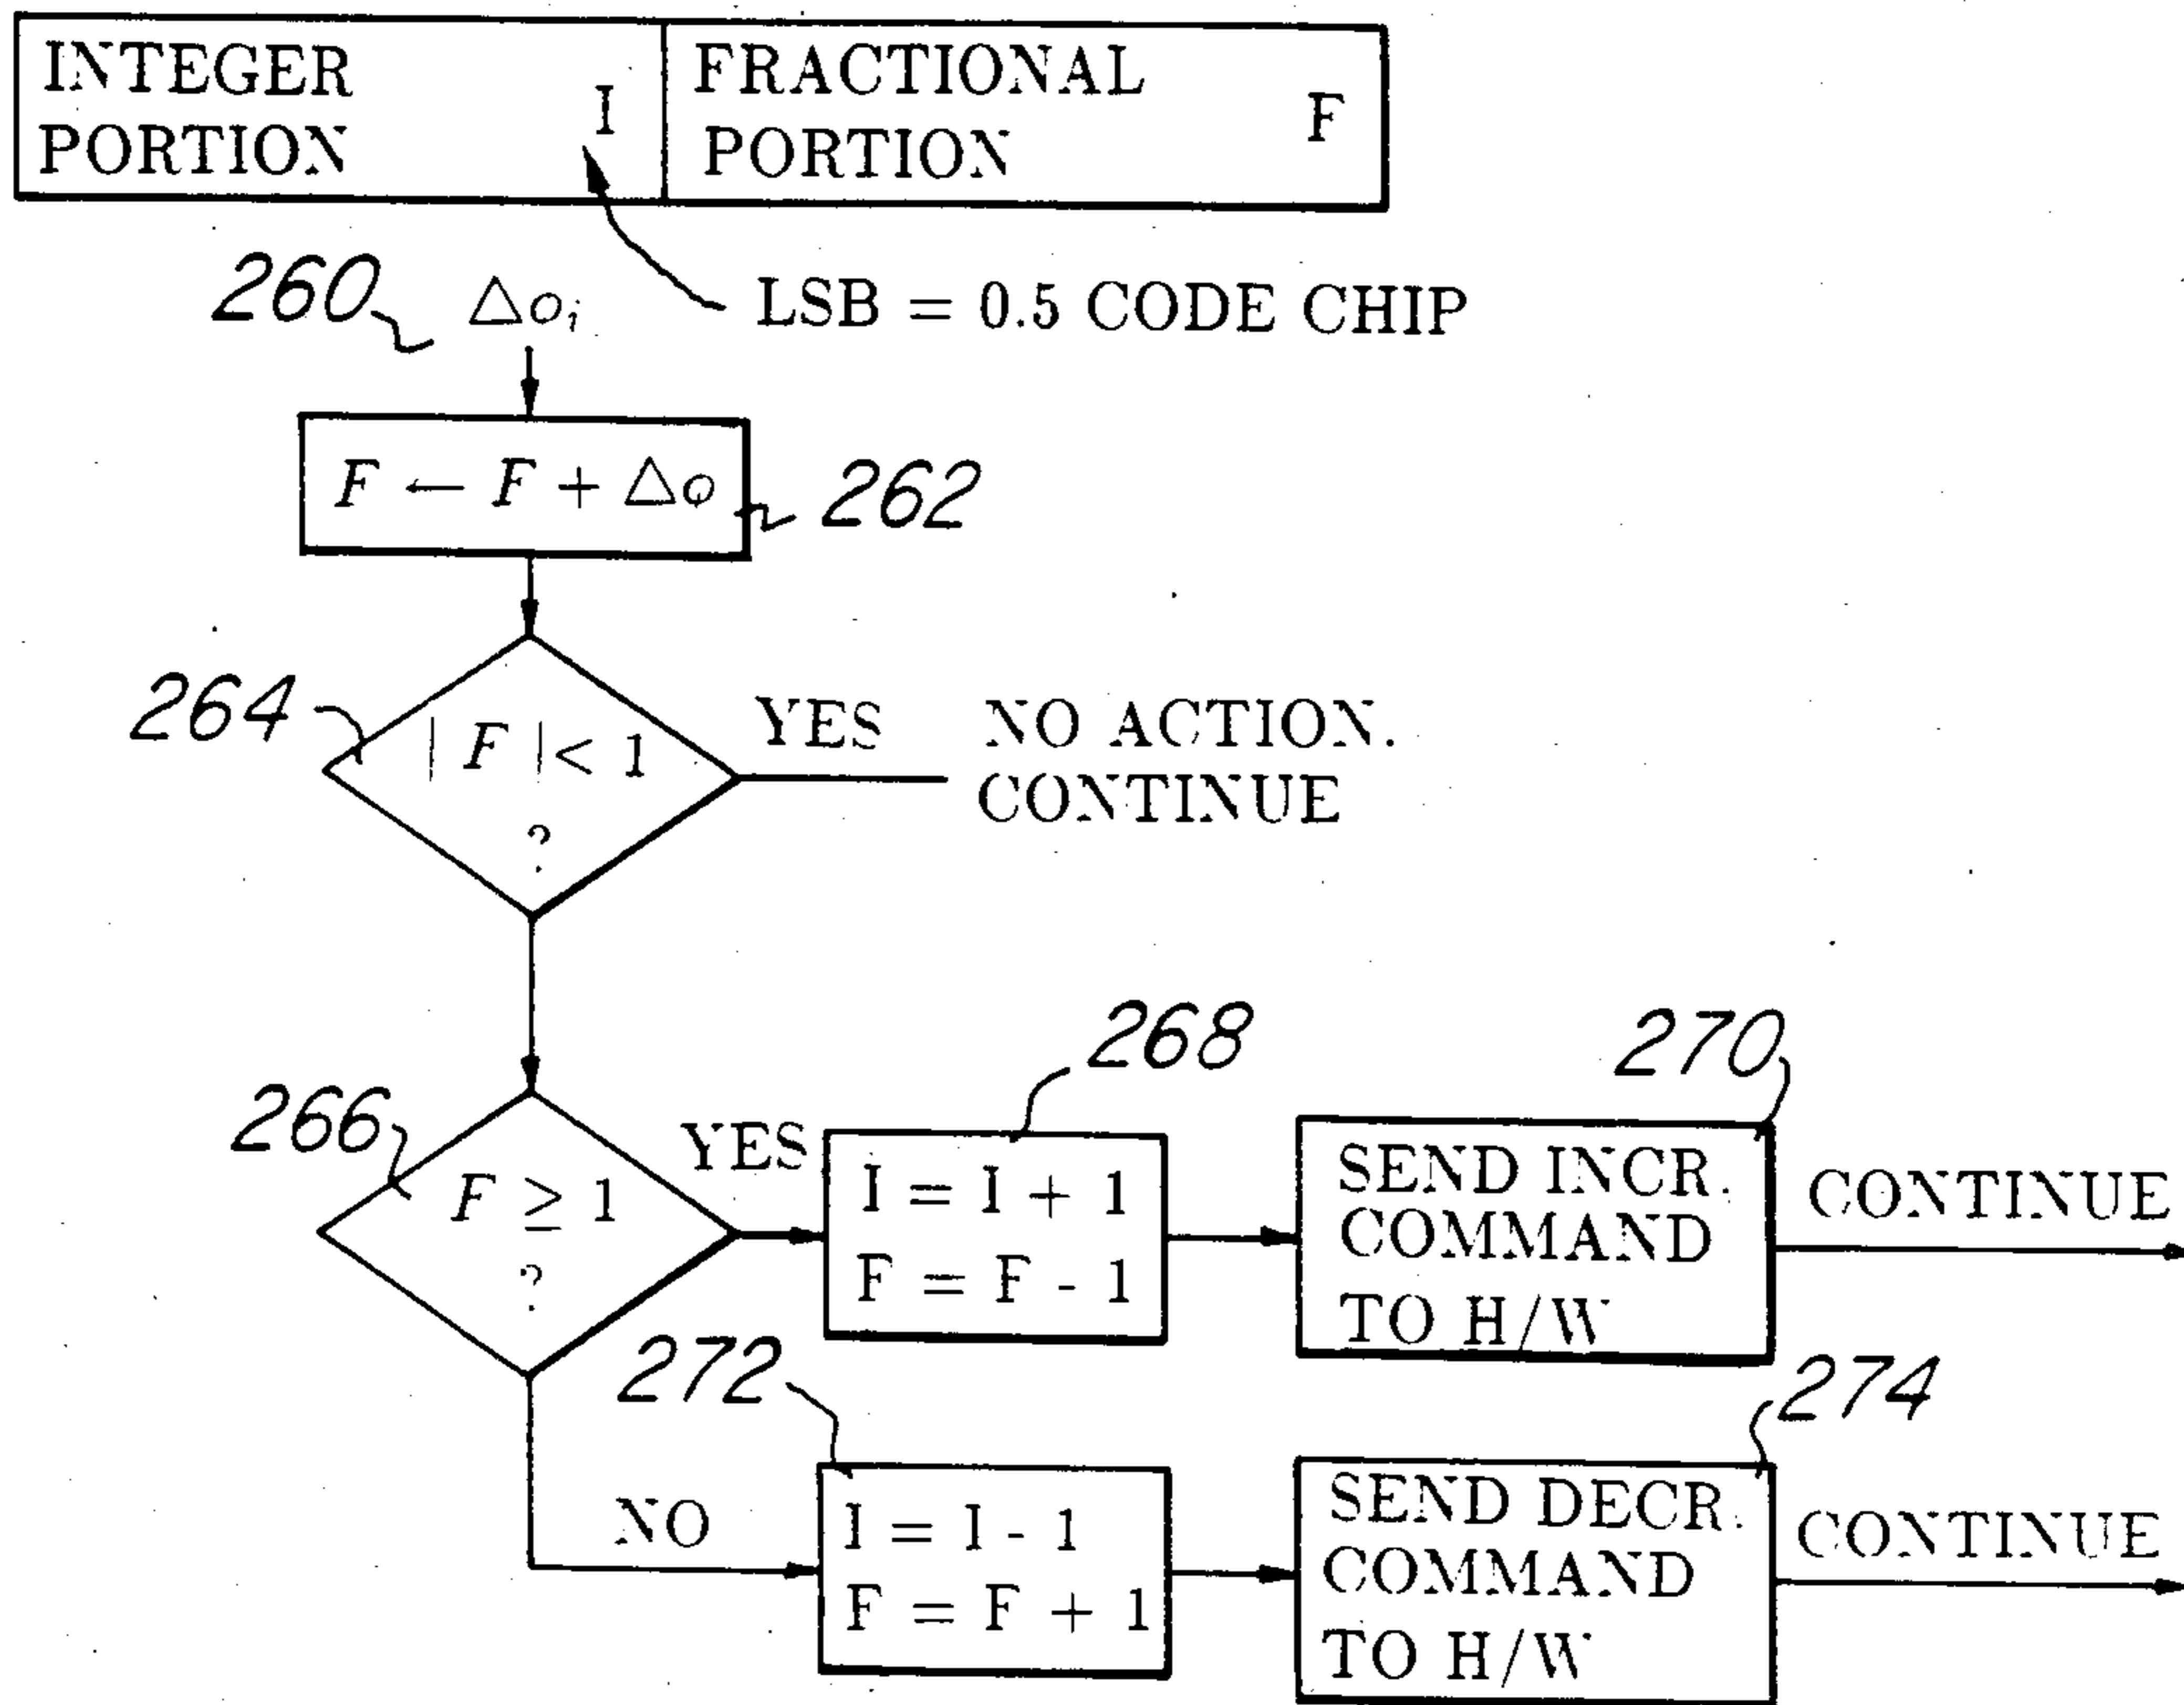 INTEGER
PORTION
I
FRACTIONAL
PORTION
F
260
△o_i
LSB = 0.5 CODE CHIP
F ← F + △o
262
264
| F | < 1
?
YES
NO ACTION.
CONTINUE
266
F ≥ 1
?
YES
268
I = I + 1
F = F - 1
270
SEND INCR.
COMMAND
TO H/W
CONTINUE
272
NO
I = I - 1
F = F + 1
274
SEND DECR.
COMMAND
TO H/W
CONTINUE